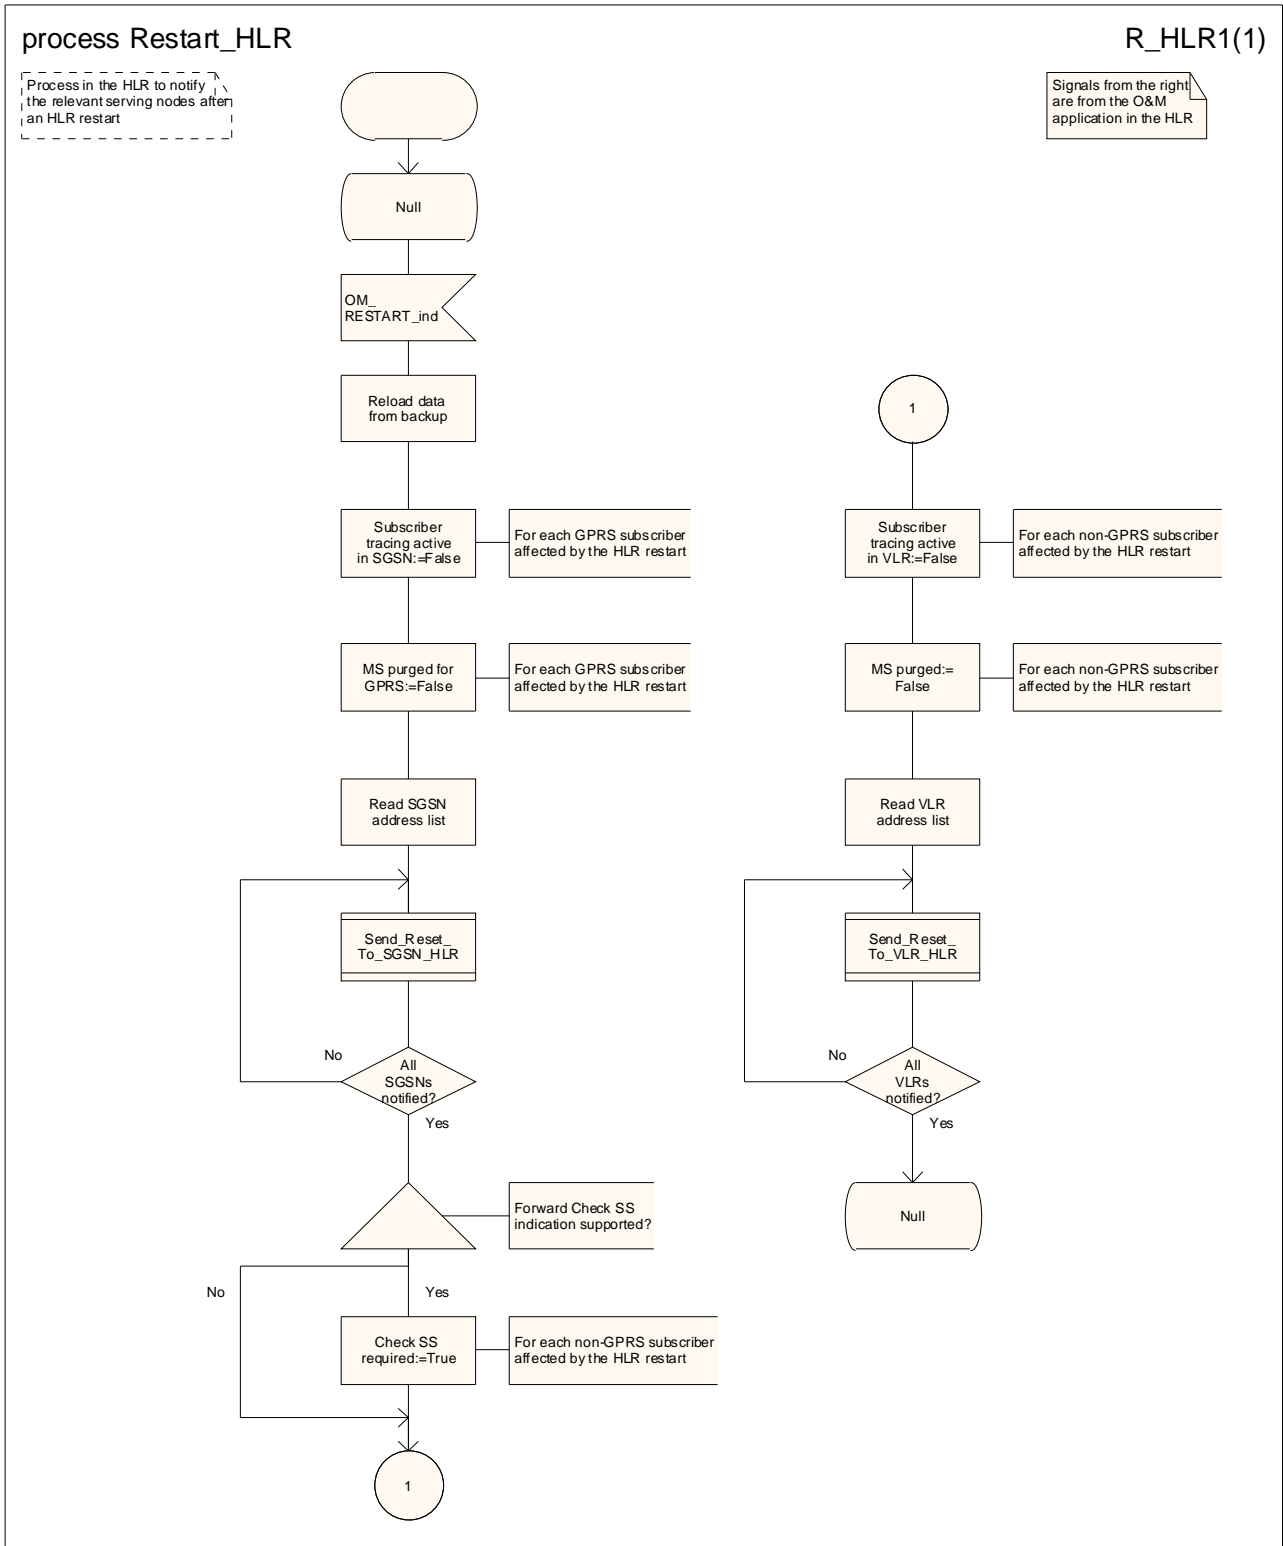 process Restart_HLR
R_HLR1(1)
Process in the HLR to notify
the relevant serving nodes after
an HLR restart
Signals from the right
are from the O&M
application in the HLR
Null
OM_
RESTART_ind
Reload data
from backup
Subscriber
tracing active
in SGSN:=False
For each GPRS subscriber
affected by the HLR restart
MS purged for
GPRS:=False
For each GPRS subscriber
affected by the HLR restart
Read SGSN
address list
Send_Reset_
To_SGSN_HLR
No
All
SGSNs
notified?
Yes
Forward Check SS
indication supported?
No
Yes
Check SS
required:=True
For each non-GPRS subscriber
affected by the HLR restart
1
1
Subscriber
tracing active
in VLR:=False
For each non-GPRS subscriber
affected by the HLR restart
MS purged:=
False
For each non-GPRS subscriber
affected by the HLR restart
Read VLR
address list
Send_Reset_
To_VLR_HLR
No
All
VLRs
notified?
Yes
Null